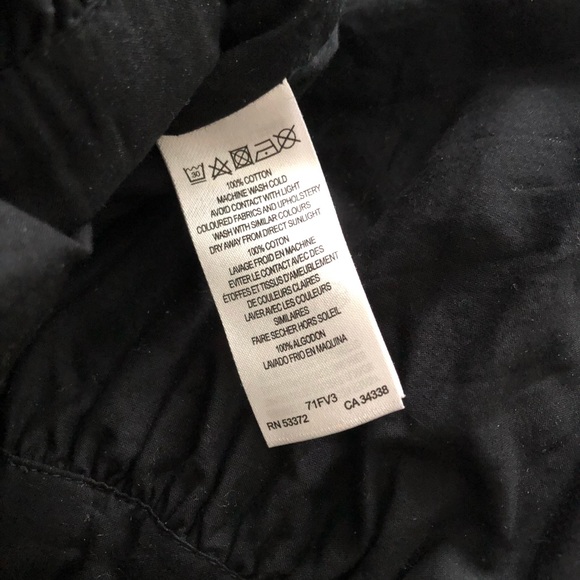 30
100% COTTON
MACHINE WASH COLD
AVOID CONTACT WITH LIGHT
COLOURED FABRICS AND UPHOLSTERY
WASH WITH SIMILAR COLOURS
DRY AWAY FROM DIRECT SUNLIGHT
100% COTON
LAVAGE FROID EN MACHINE
EVITER LE CONTACT AVEC DES
ÉTOFFES ET TISSUS D'AMEUBLEMENT
DE COULEURS CLAIRES
LAVER AVEC LES COULEURS
SIMILAIRES
FAIRE SECHER HORS SOLEIL
100% ALGODON
LAVADO FRIO EN MAQUINA
71FV3
RN 53372 CA 34338